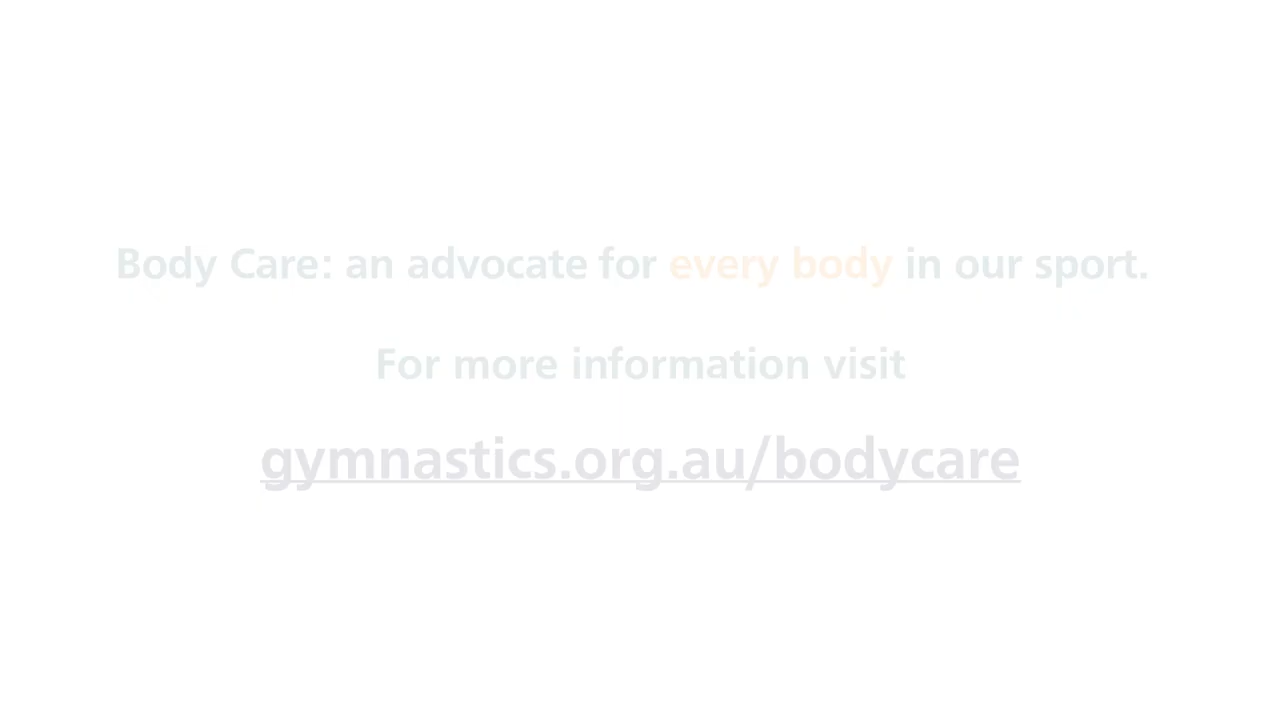 Body Care: an advocate for every body in our sport.
For more information visit
gymnastics.org.au/bodycare